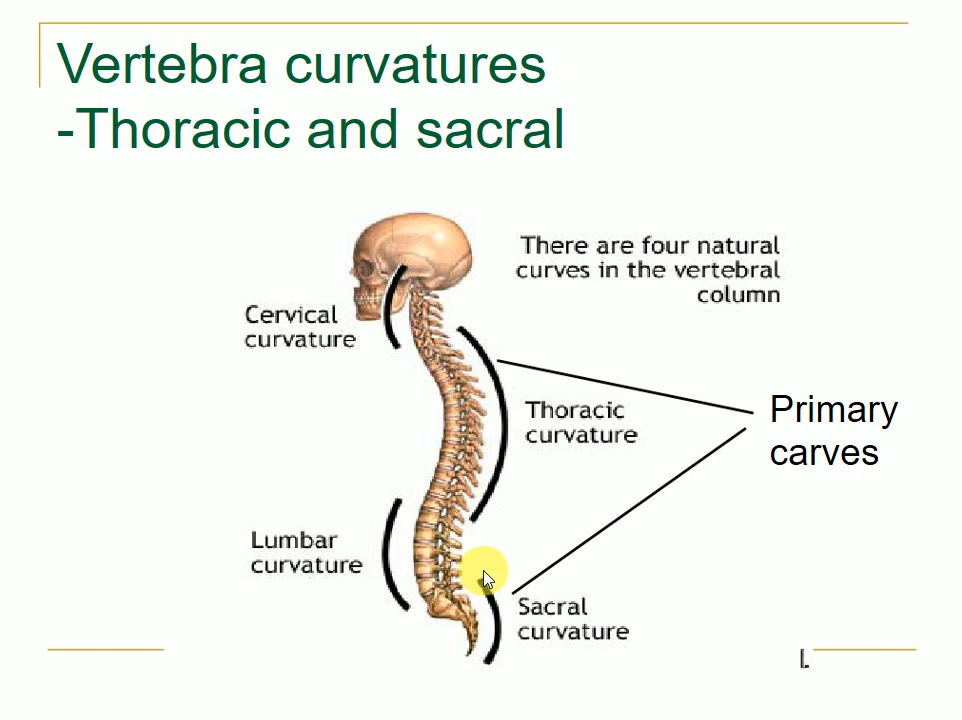 Vertebra curvatures
-Thoracic and sacral
There are four natural
curves in the vertebral
column
Cervical
curvature
Thoracic
curvature
Primary
carves
Lumbar
curvature
Sacral
curvature